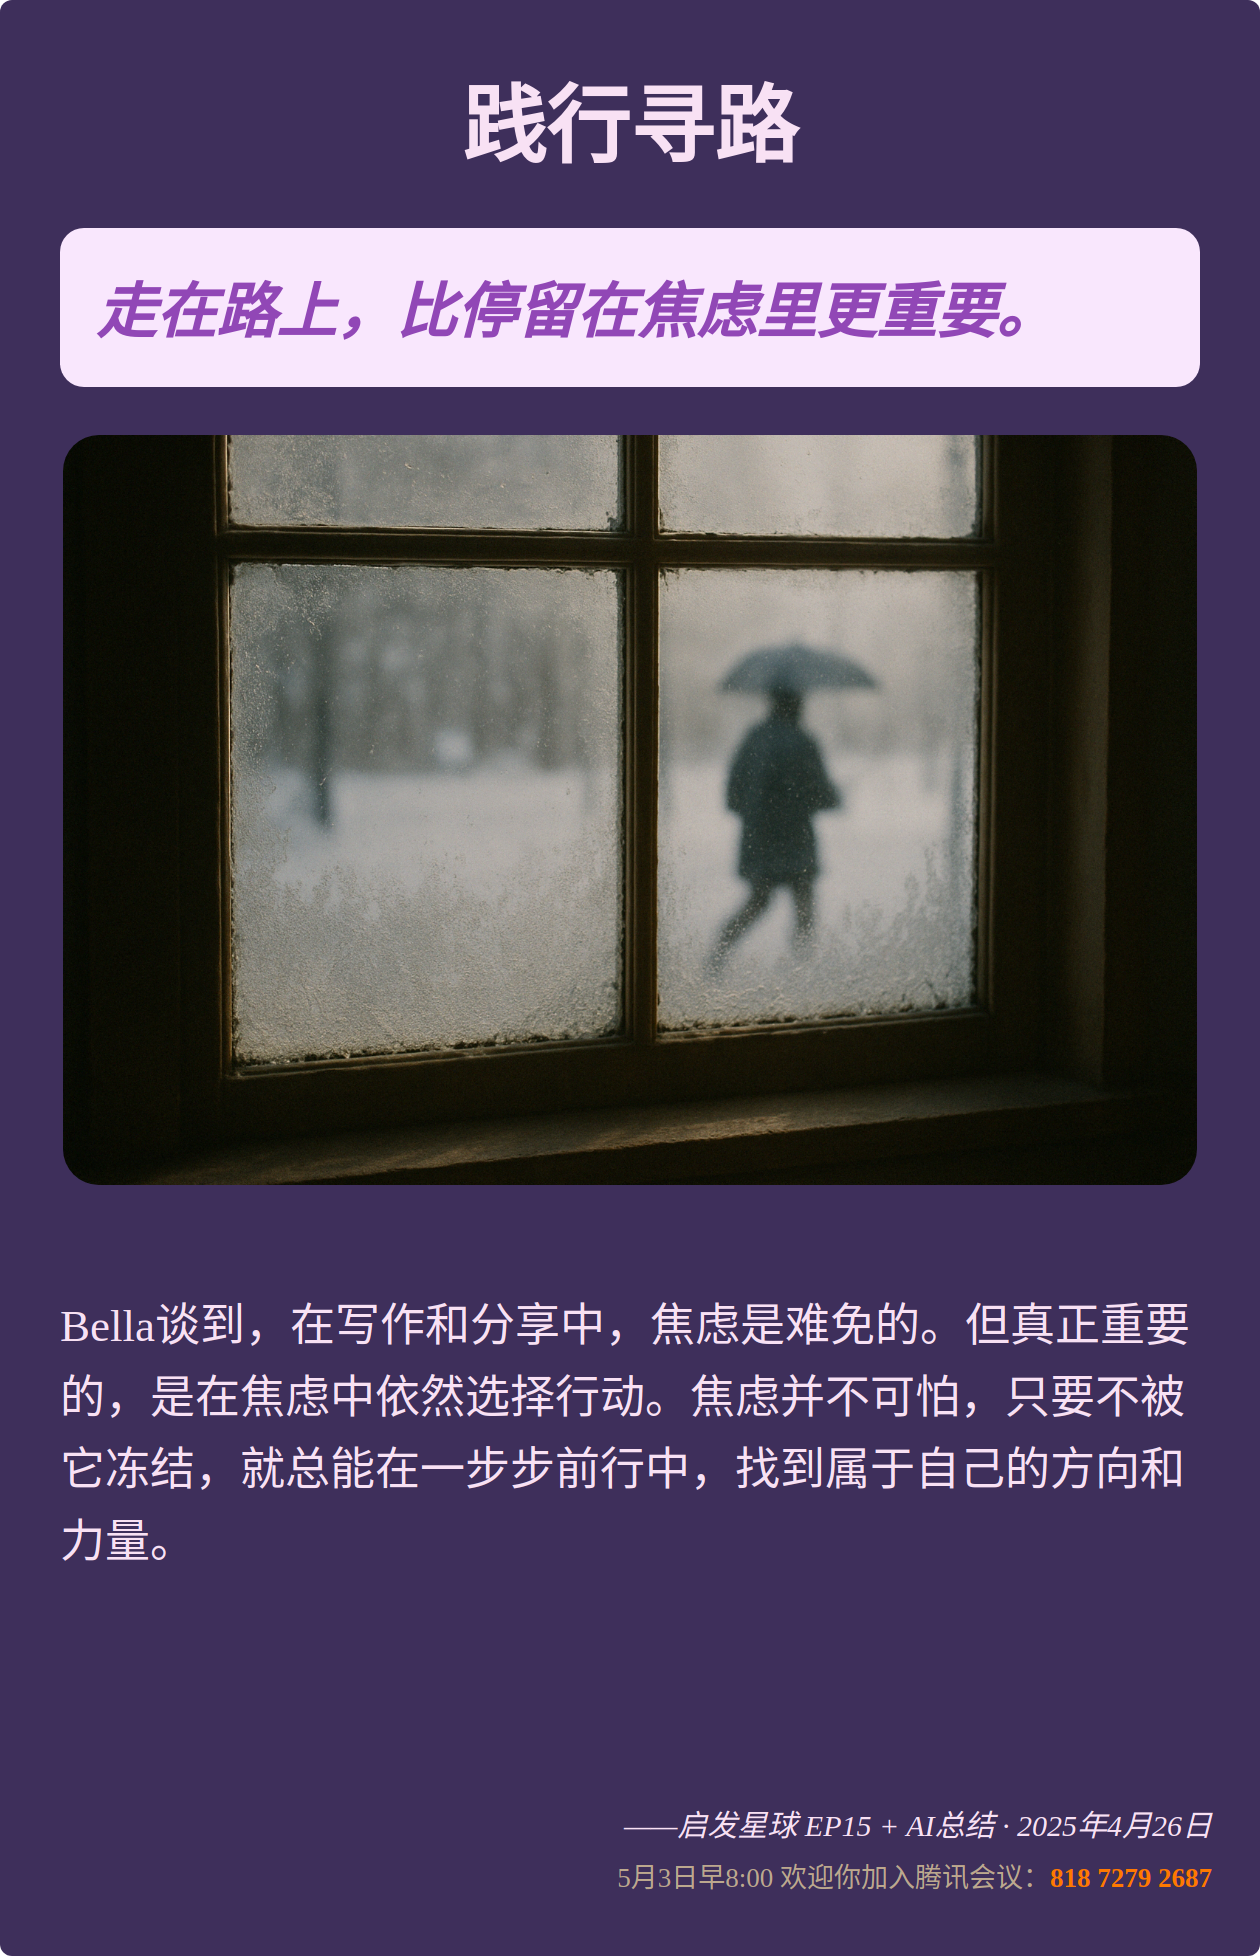 践行寻路
走在路上，比停留在焦虑里更重要。
Bella谈到，在写作和分享中，焦虑是难免的。但真正重要
的，是在焦虑中依然选择行动。焦虑并不可怕，只要不被
它冻结，就总能在一步步前行中，找到属于自己的方向和
力量。
——启发星球 EP15 + AI总结 · 2025年4月26日
5月3日早8:00 欢迎你加入腾讯会议：818 7279 2687